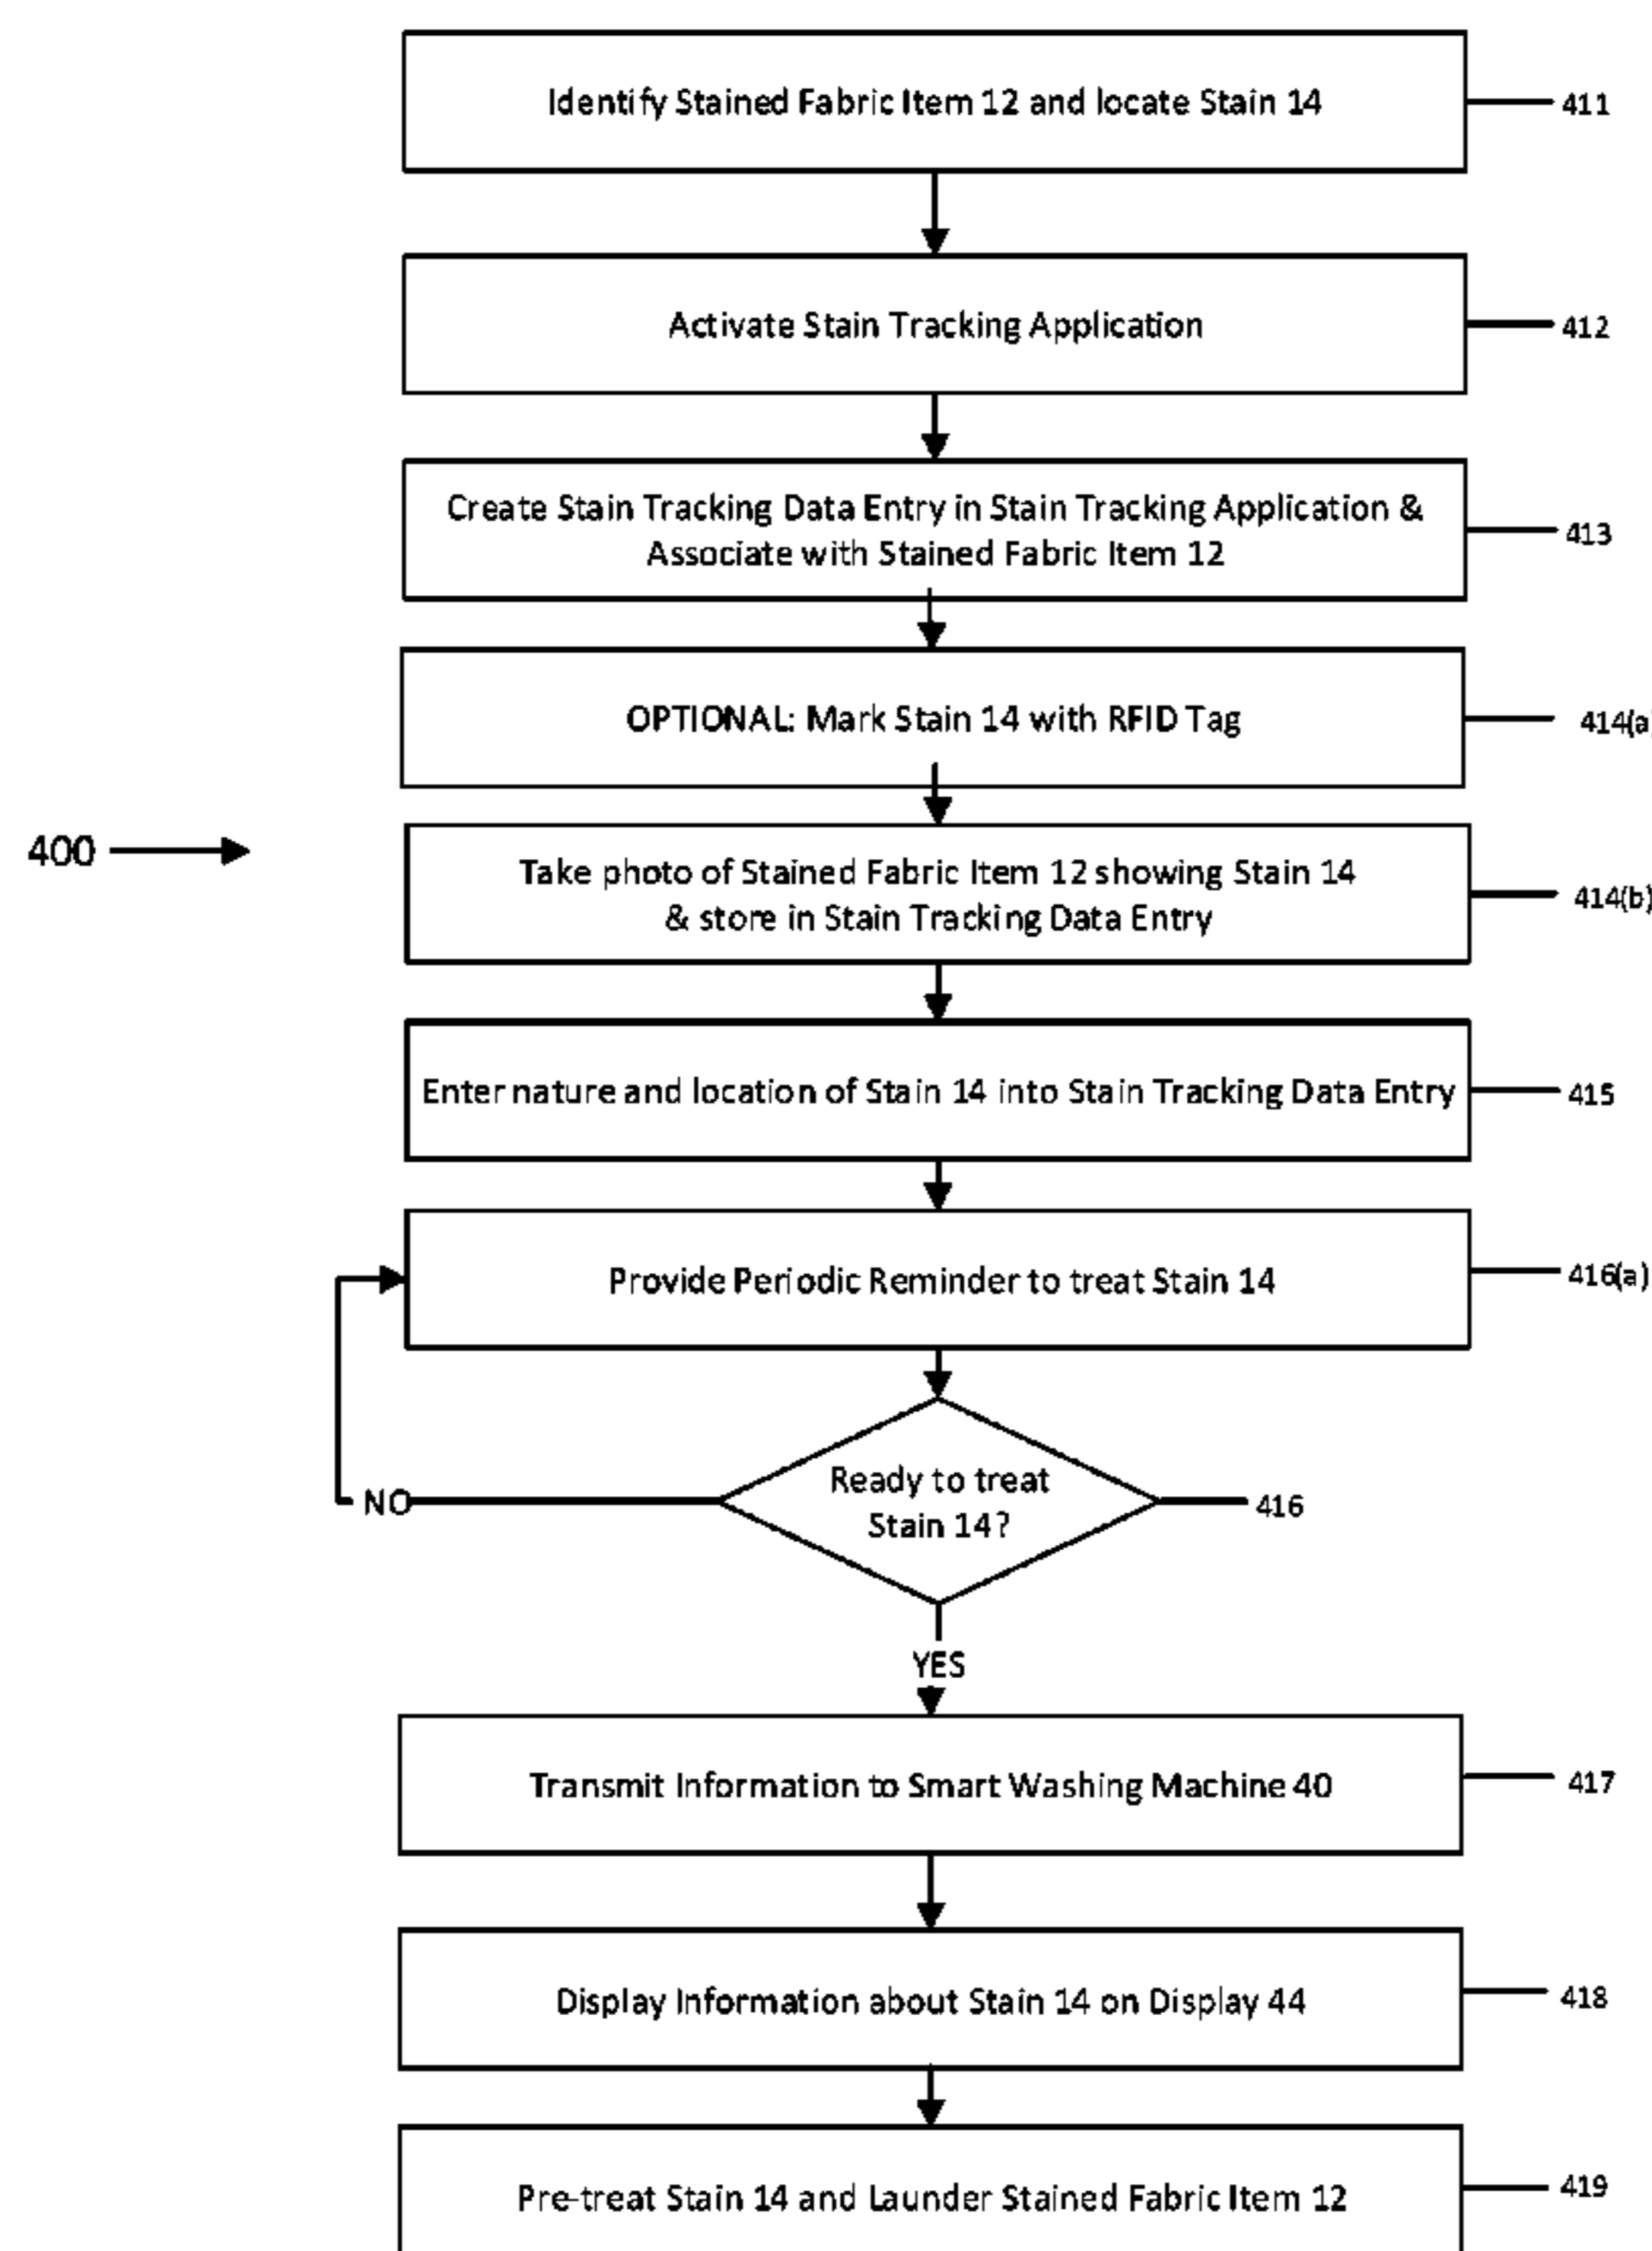 Identify Stained Fabric Item 12 and locate Stain 14
411
Activate Stain Tracking Application
412
Create Stain Tracking Data Entry in Stain Tracking Application &
Associate with Stained Fabric Item 12
413
OPTIONAL: Mark Stain 14 with RFID Tag
414(a)
400
Take photo of Stained Fabric Item 12 showing Stain 14
& store in Stain Tracking Data Entry
414(b)
Enter nature and location of Stain 14 into Stain Tracking Data Entry
415
Provide Periodic Reminder to treat Stain 14
416(a)
Ready to treat
Stain 14?
NO
416
YES
Transmit Information to Smart Washing Machine 40
417
Display Information about Stain 14 on Display 44
418
Pre-treat Stain 14 and Launder Stained Fabric Item 12
419